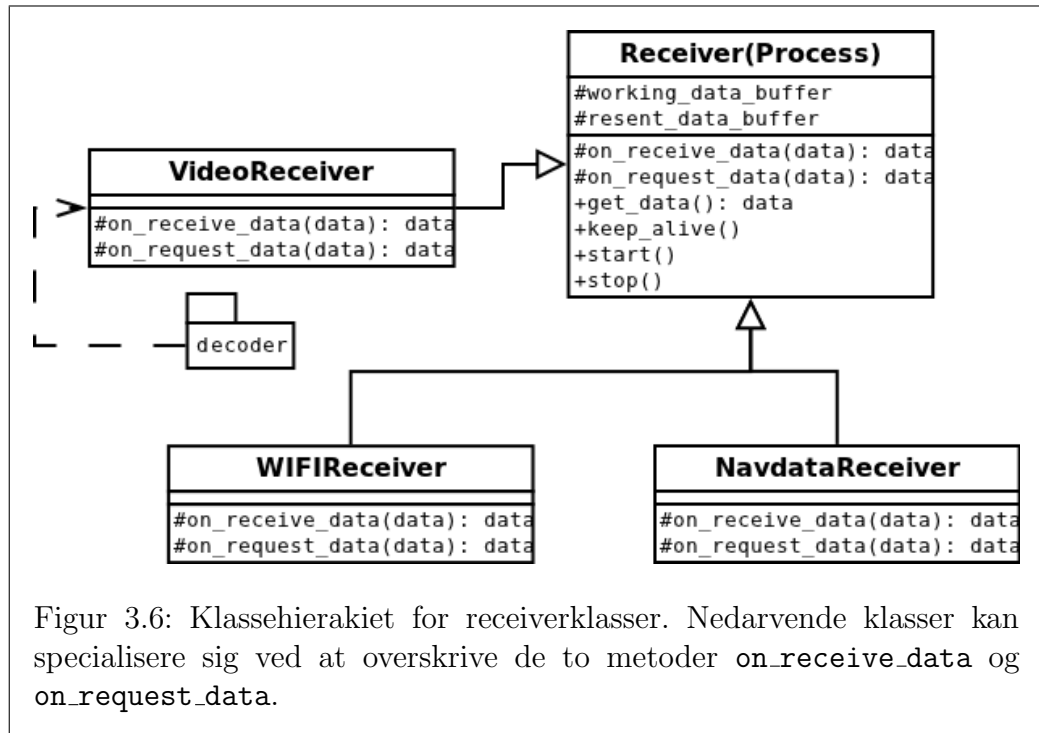 Receiver(Process)
#working_data_buffer
#resent_data_buffer
#on_receive_data(data): data
#on_request_data(data): data
+get_data(): data
+keep_alive()
+start()
+stop()
VideoReceiver
#on_receive_data(data): data
#on_request_data(data): data
decoder
WIFIReceiver
#on_receive_data(data): data
#on_request_data(data): data
NavdataReceiver
#on_receive_data(data): data
#on_request_data(data): data
Figur 3.6: Klassehierakiet for receiverklasser. Nedarvende klasser kan
specialisere sig ved at overskrive de to metoder on_receive_data og
on_request_data.